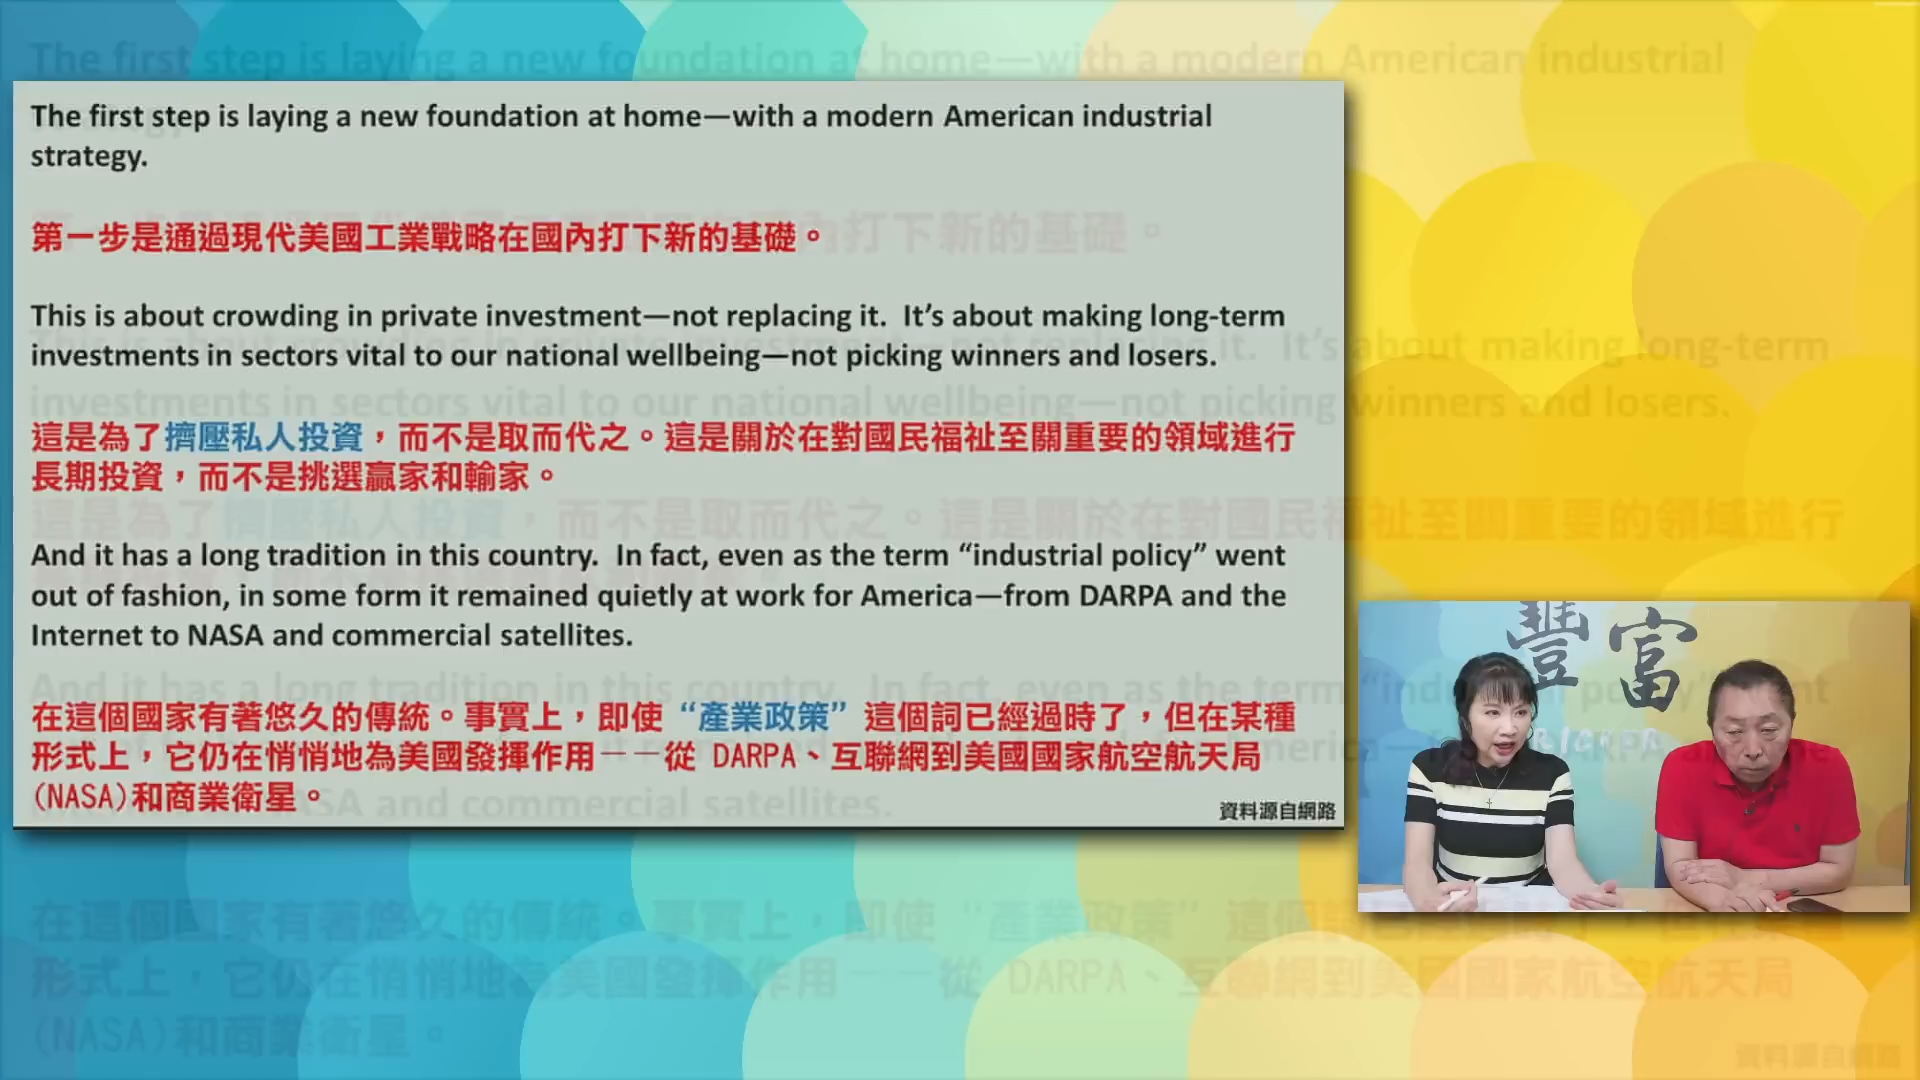 The first step is laying a new foundation at home—with a modern American industrial
strategy.
第一步是通過現代美國工業戰略在國內打下新的基礎。
This is about crowding in private investment—not replacing it.  It’s about making long-term
investments in sectors vital to our national wellbeing—not picking winners and losers.
這是為了擠壓私人投資，而不是取而代之。這是關於在對國民福祉至關重要的領域進行
長期投資，而不是挑選贏家和輸家。
And it has a long tradition in this country.  In fact, even as the term “industrial policy” went
out of fashion, in some form it remained quietly at work for America—from DARPA and the
Internet to NASA and commercial satellites.
在這個國家有著悠久的傳統。事實上，即使“產業政策”這個詞已經過時了，但在某種
形式上，它仍在悄悄地為美國發揮作用——從 DARPA、互聯網到美國國家航空航天局
(NASA)和商業衛星。
資料源自網路
豐富